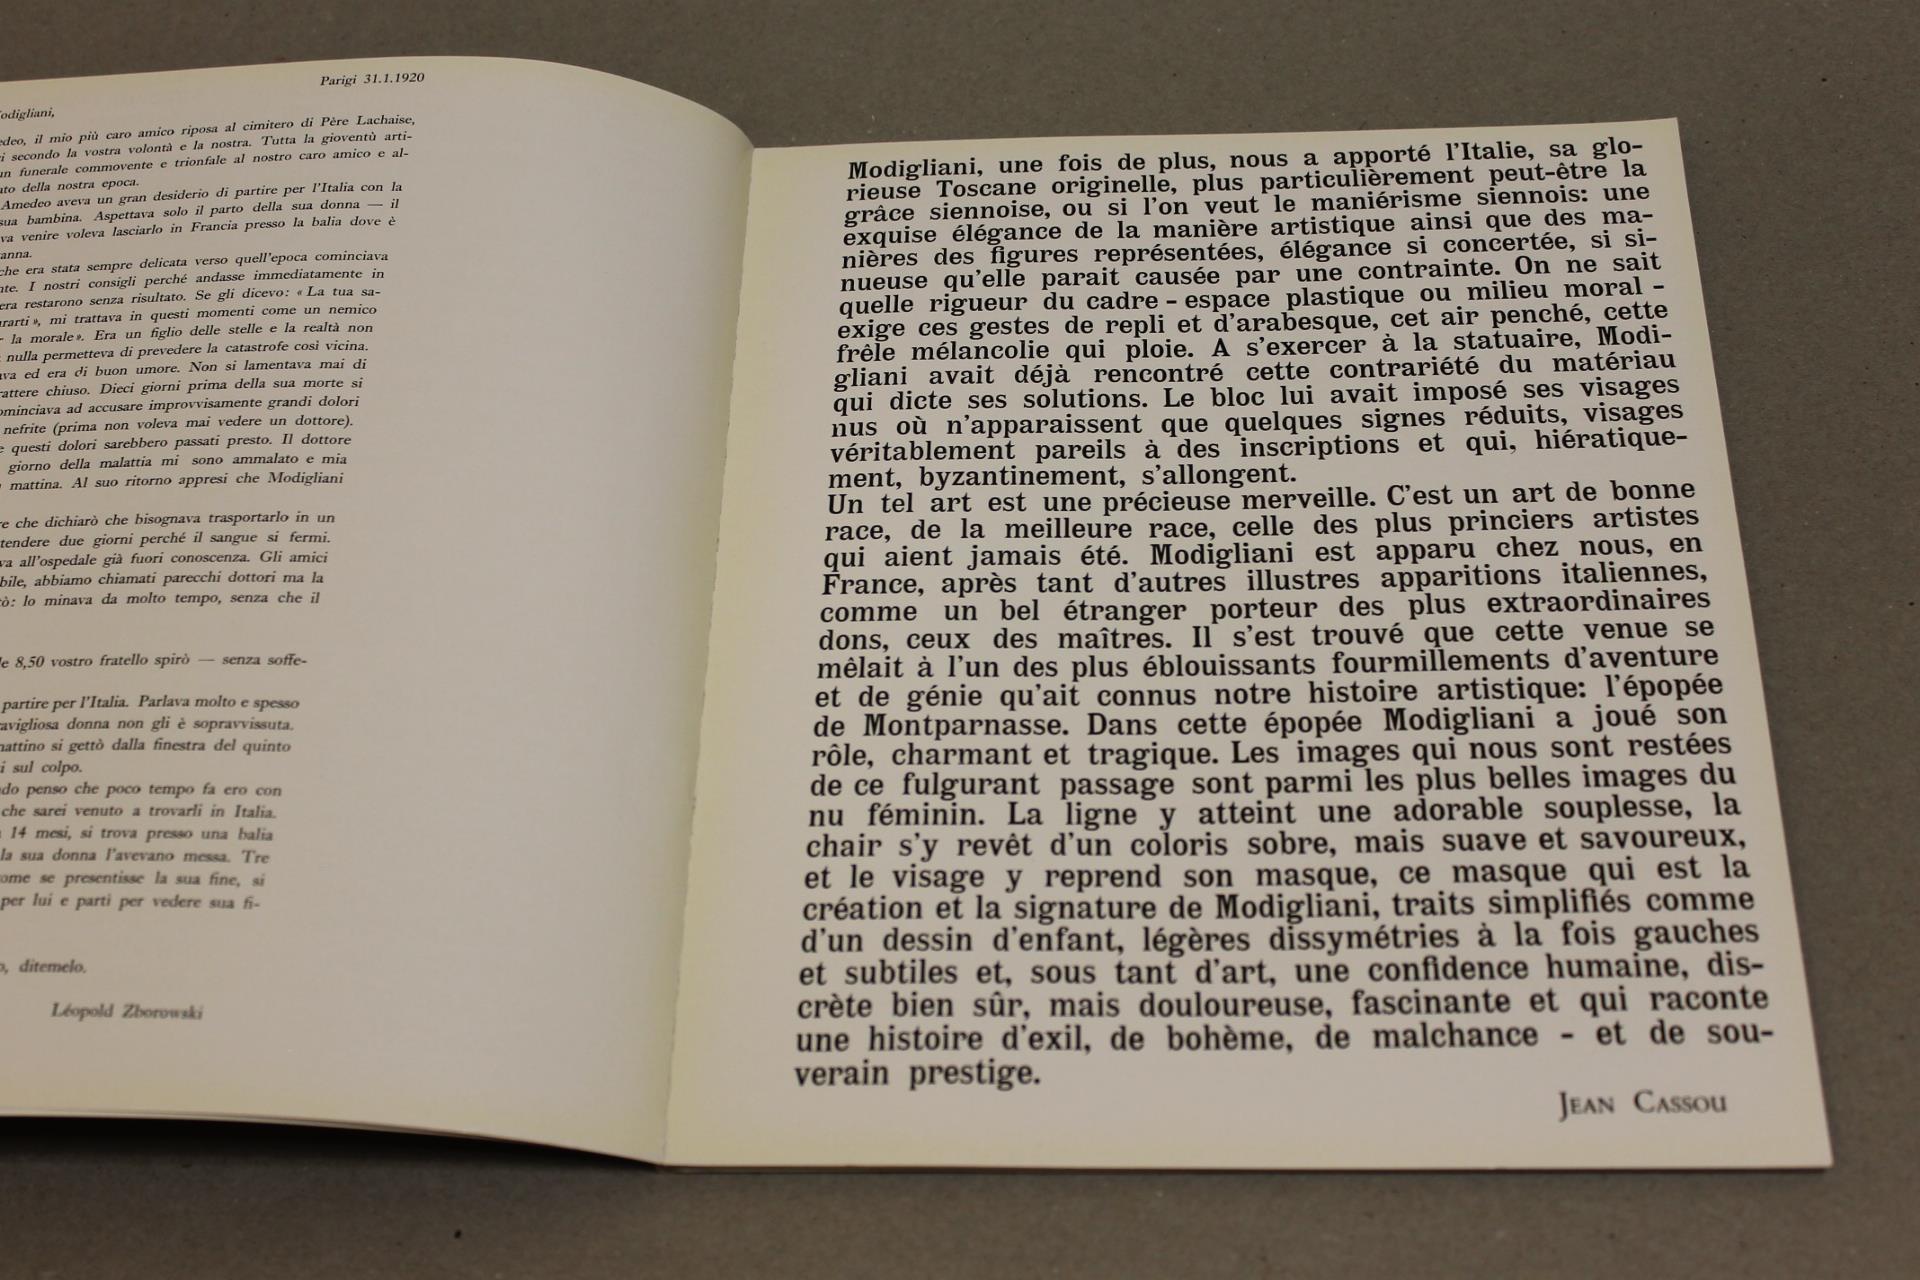 Parigi 31.1.1920
odigliani,
edeo, il mio più caro amico riposa al cimitero di Père Lachaise,
i secondo la vostra volontà e la nostra. Tutta la gioventù arti-
un funerale commovente e trionfale al nostro caro amico e al-
ato della nostra epoca.
Amedeo aveva un gran desiderio di partire per l'Italia con la
sua bambina. Aspettava solo il parto della sua donna — il
va venire voleva lasciarlo in Francia presso la balia dove è
anna.
che era stata sempre delicata verso quell'epoca cominciava
nte. I nostri consigli perché andasse immediatamente in
era restarono senza risultato. Se gli dicevo: « La tua sa-
rarti », mi trattava in questi momenti come un nemico
- la morale ». Era un figlio delle stelle e la realtà non
nulla permetteva di prevedere la catastrofe così vicina.
va ed era di buon umore. Non si lamentava mai di
rattere chiuso. Dieci giorni prima della sua morte si
ominciava ad accusare improvvisamente grandi dolori
nefrite (prima non voleva mai vedere un dottore).
e questi dolori sarebbero passati presto. Il dottore
giorno della malattia mi sono ammalato e mia
mattina. Al suo ritorno appresi che Modigliani
re che dichiarò che bisognava trasportarlo in un
tendere due giorni perché il sangue si fermi.
va all'ospedale già fuori conoscenza. Gli amici
bile, abbiamo chiamati parecchi dottori ma la
tò: lo minava da molto tempo, senza che il
le 8,50 vostro fratello spirò — senza soffe-
partire per l'Italia. Parlava molto e spesso
avigliosa donna non gli è sopravvissuta.
mattino si gettò dalla finestra del quinto
i sul colpo.
do penso che poco tempo fa ero con
che sarei venuto a trovarli in Italia.
14 mesi, si trova presso una balia
la sua donna l'avevano messa. Tre
ome se presentisse la sua fine, si
per lui e partì per vedere sua fi-
o, ditemelo.
Léopold Zborowski
Modigliani, une fois de plus, nous a apporté l'Italie, sa glo-
rieuse Toscane originelle, plus particulièrement peut-être la
grâce siennoise, ou si l'on veut le maniérisme siennois: une
exquise élégance de la manière artistique ainsi que des ma-
nières des figures représentées, élégance si concertée, si si-
nueuse qu'elle parait causée par une contrainte. On ne sait
quelle rigueur du cadre - espace plastique ou milieu moral -
exige ces gestes de repli et d'arabesque, cet air penché, cette
frêle mélancolie qui ploie. A s'exercer à la statuaire, Modi-
gliani avait déjà rencontré cette contrariété du matériau
qui dicte ses solutions. Le bloc lui avait imposé ses visages
nus où n'apparaissent que quelques signes réduits, visages
véritablement pareils à des inscriptions et qui, hiératique-
ment, byzantinement, s'allongent.
Un tel art est une précieuse merveille. C'est un art de bonne
race, de la meilleure race, celle des plus princiers artistes
qui aient jamais été. Modigliani est apparu chez nous, en
France, après tant d'autres illustres apparitions italiennes,
comme un bel étranger porteur des plus extraordinaires
dons, ceux des maîtres. Il s'est trouvé que cette venue se
mêlait à l'un des plus éblouissants fourmillements d'aventure
et de génie qu'ait connus notre histoire artistique: l'épopée
de Montparnasse. Dans cette épopée Modigliani a joué son
rôle, charmant et tragique. Les images qui nous sont restées
de ce fulgurant passage sont parmi les plus belles images du
nu féminin. La ligne y atteint une adorable souplesse, la
chair s'y revêt d'un coloris sobre, mais suave et savoureux,
et le visage y reprend son masque, ce masque qui est la
création et la signature de Modigliani, traits simplifiés comme
d'un dessin d'enfant, légères dissymétries à la fois gauches
et subtiles et, sous tant d'art, une confidence humaine, dis-
crète bien sûr, mais douloureuse, fascinante et qui raconte
une histoire d'exil, de bohème, de malchance - et de sou-
verain prestige.
JEAN CASSOU